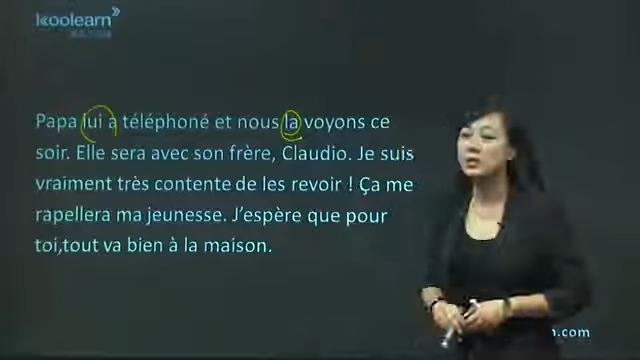 koolearn
Papa lui a téléphoné et nous la voyons ce
soir. Elle sera avec son frère, Claudio. Je suis
vraiment très contente de les revoir ! Ça me
rapellera ma jeunesse. J’espère que pour
toi,tout va bien à la maison.
.com